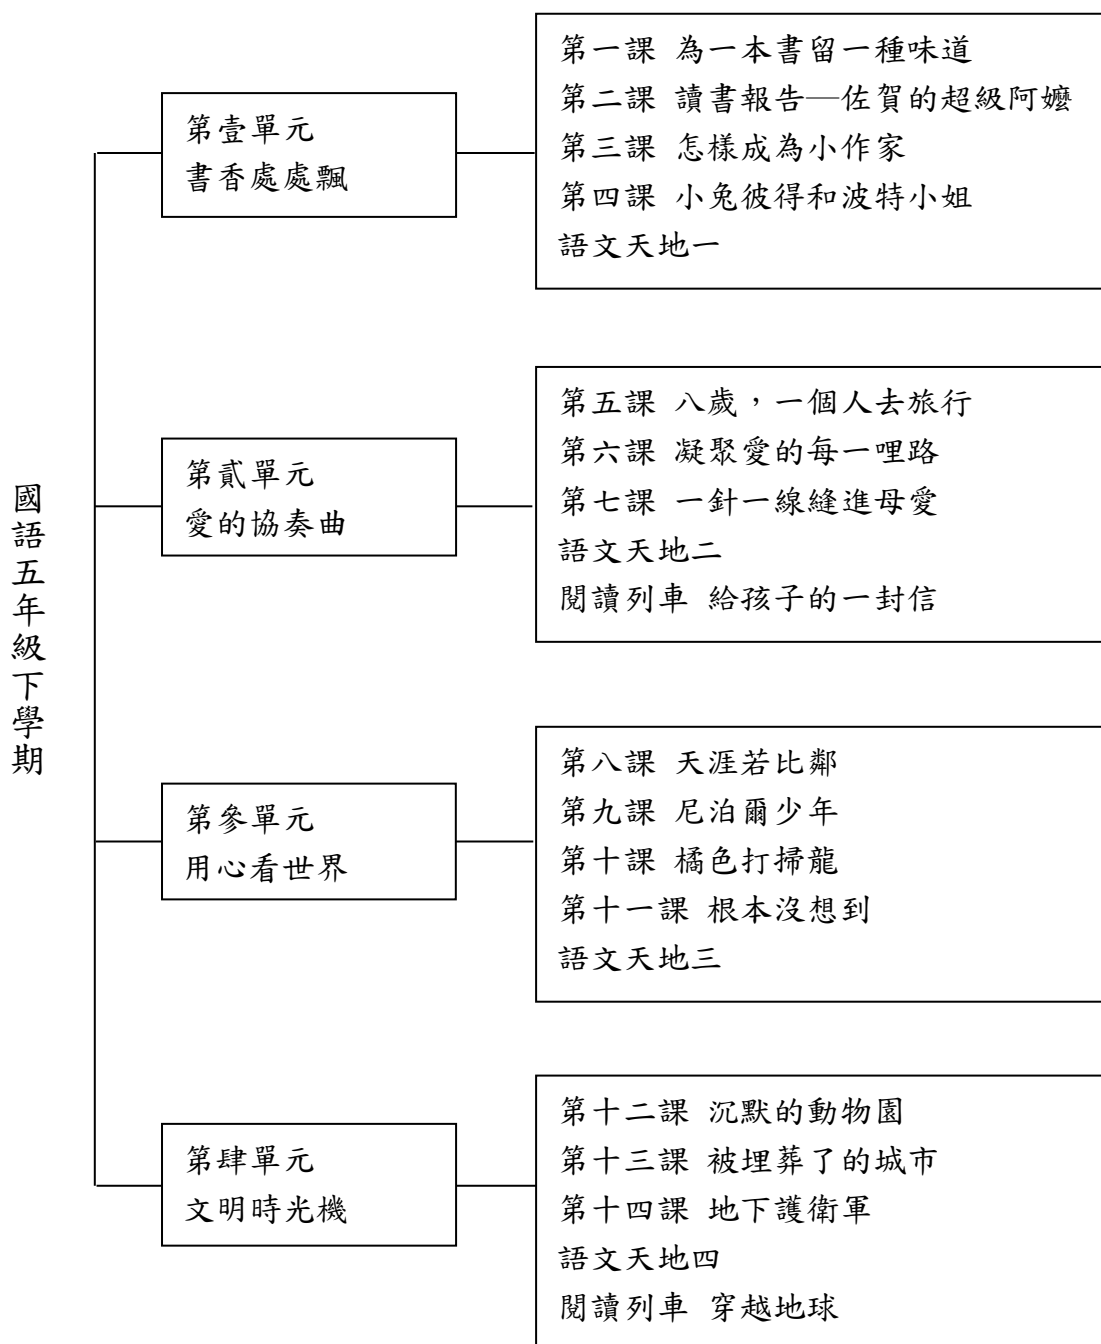 國語五年級下學期
第壹單元
書香處處飄
第一課 為一本書留一種味道
第二課 讀書報告—佐賀的超級阿嬤
第三課 怎樣成為小作家
第四課 小兔彼得和波特小姐
語文天地一
第貳單元
愛的協奏曲
第五課 八歲，一個人去旅行
第六課 凝聚愛的每一哩路
第七課 一針一線縫進母愛
語文天地二
閱讀列車 給孩子的一封信
第參單元
用心看世界
第八課 天涯若比鄰
第九課 尼泊爾少年
第十課 橘色打掃龍
第十一課 根本沒想到
語文天地三
第肆單元
文明時光機
第十二課 沉默的動物園
第十三課 被埋葬了的城市
第十四課 地下護衛軍
語文天地四
閱讀列車 穿越地球